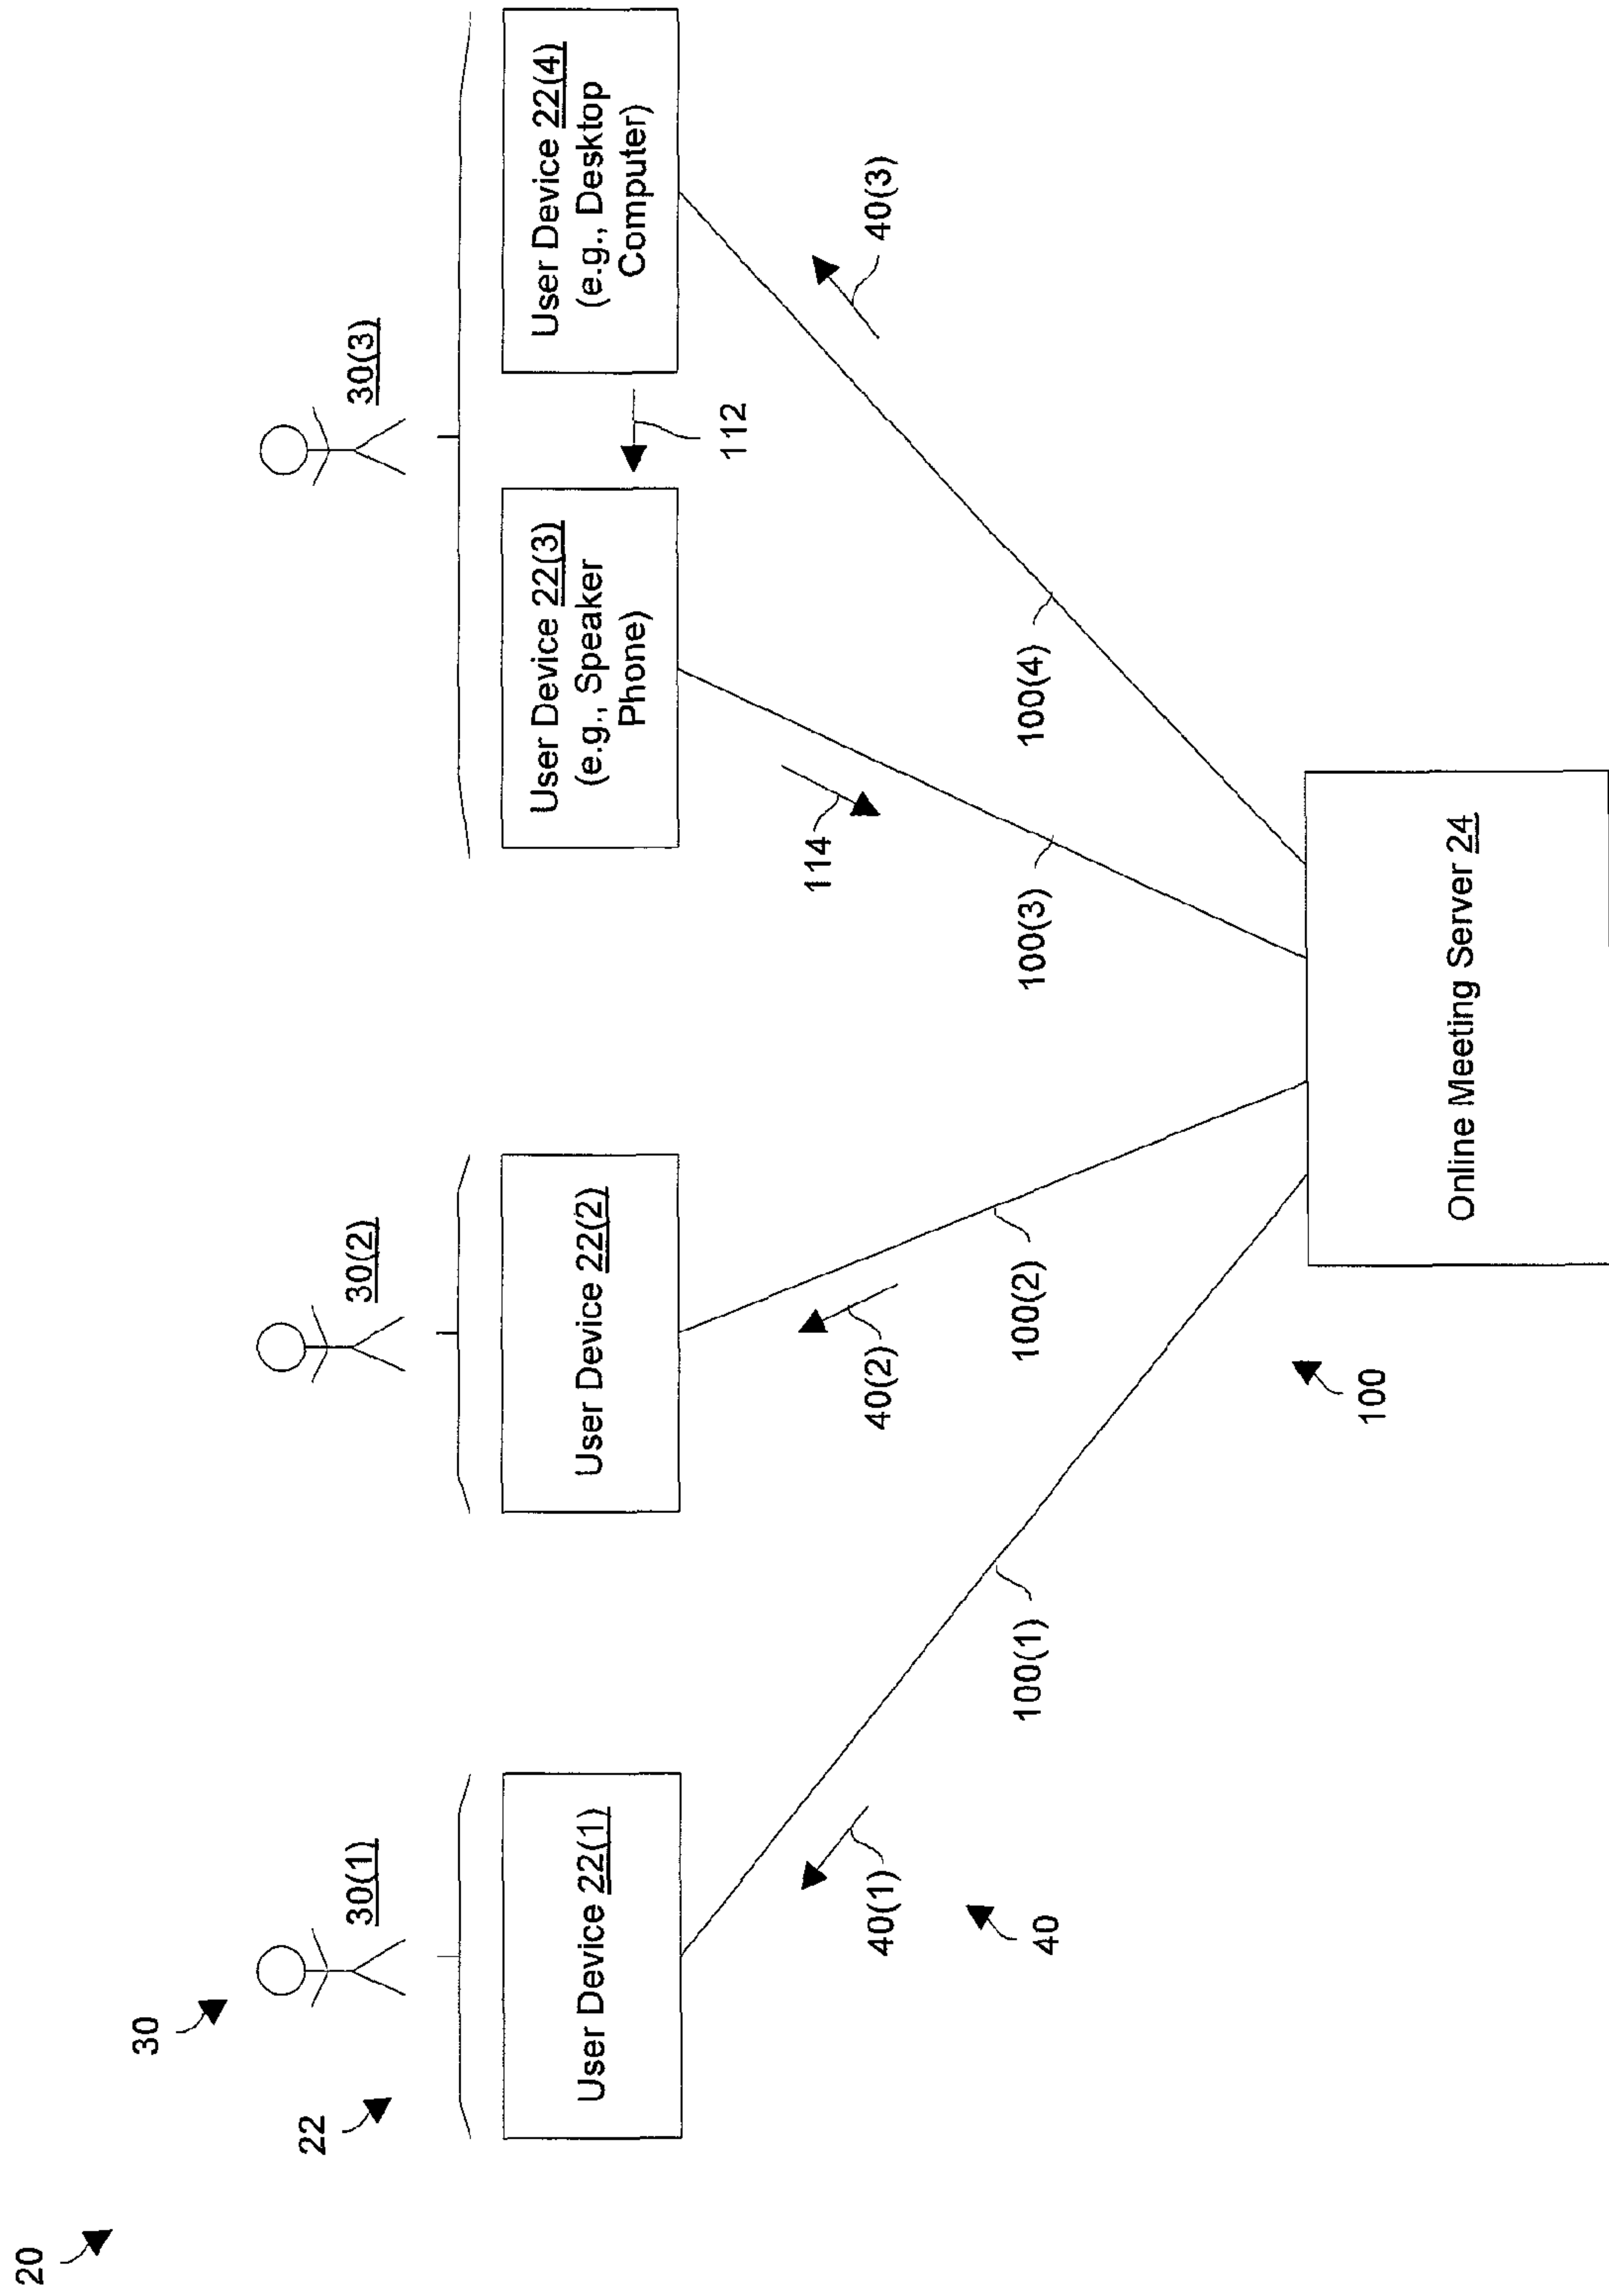 20
30
22
30(1)
30(2)
30(3)
User Device 22(1)
User Device 22(2)
User Device 22(3)
(e.g., Speaker
Phone)
User Device 22(4)
(e.g., Desktop
Computer)
112
40(1)
40
40(2)
114
40(3)
100(1)
100(2)
100(3)
100(4)
100
Online Meeting Server 24